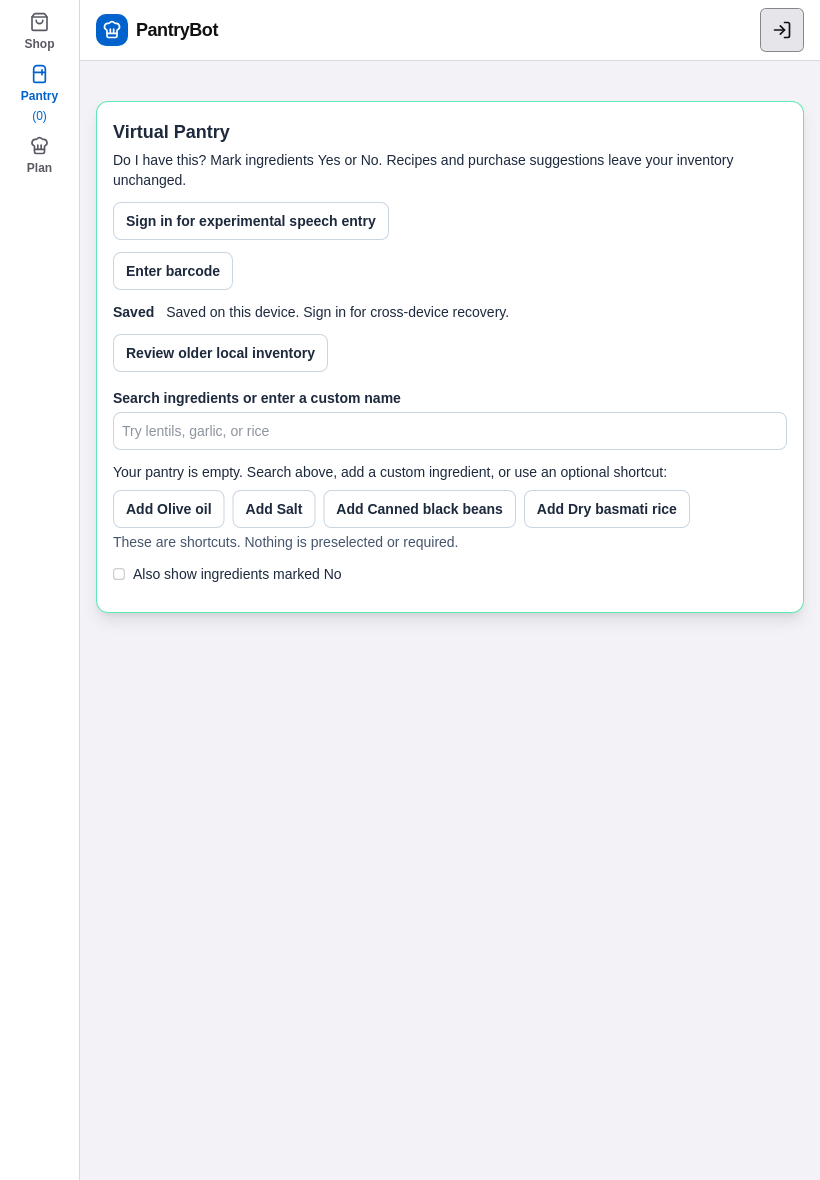 Shop
Pantry
(0)
Plan
PantryBot
Virtual Pantry
Do I have this? Mark ingredients Yes or No. Recipes and purchase suggestions leave your inventory
unchanged.
Sign in for experimental speech entry
Enter barcode
Saved Saved on this device. Sign in for cross-device recovery.
Review older local inventory
Search ingredients or enter a custom name
Try lentils, garlic, or rice
Your pantry is empty. Search above, add a custom ingredient, or use an optional shortcut:
Add Olive oil Add Salt Add Canned black beans Add Dry basmati rice
These are shortcuts. Nothing is preselected or required.
Also show ingredients marked No